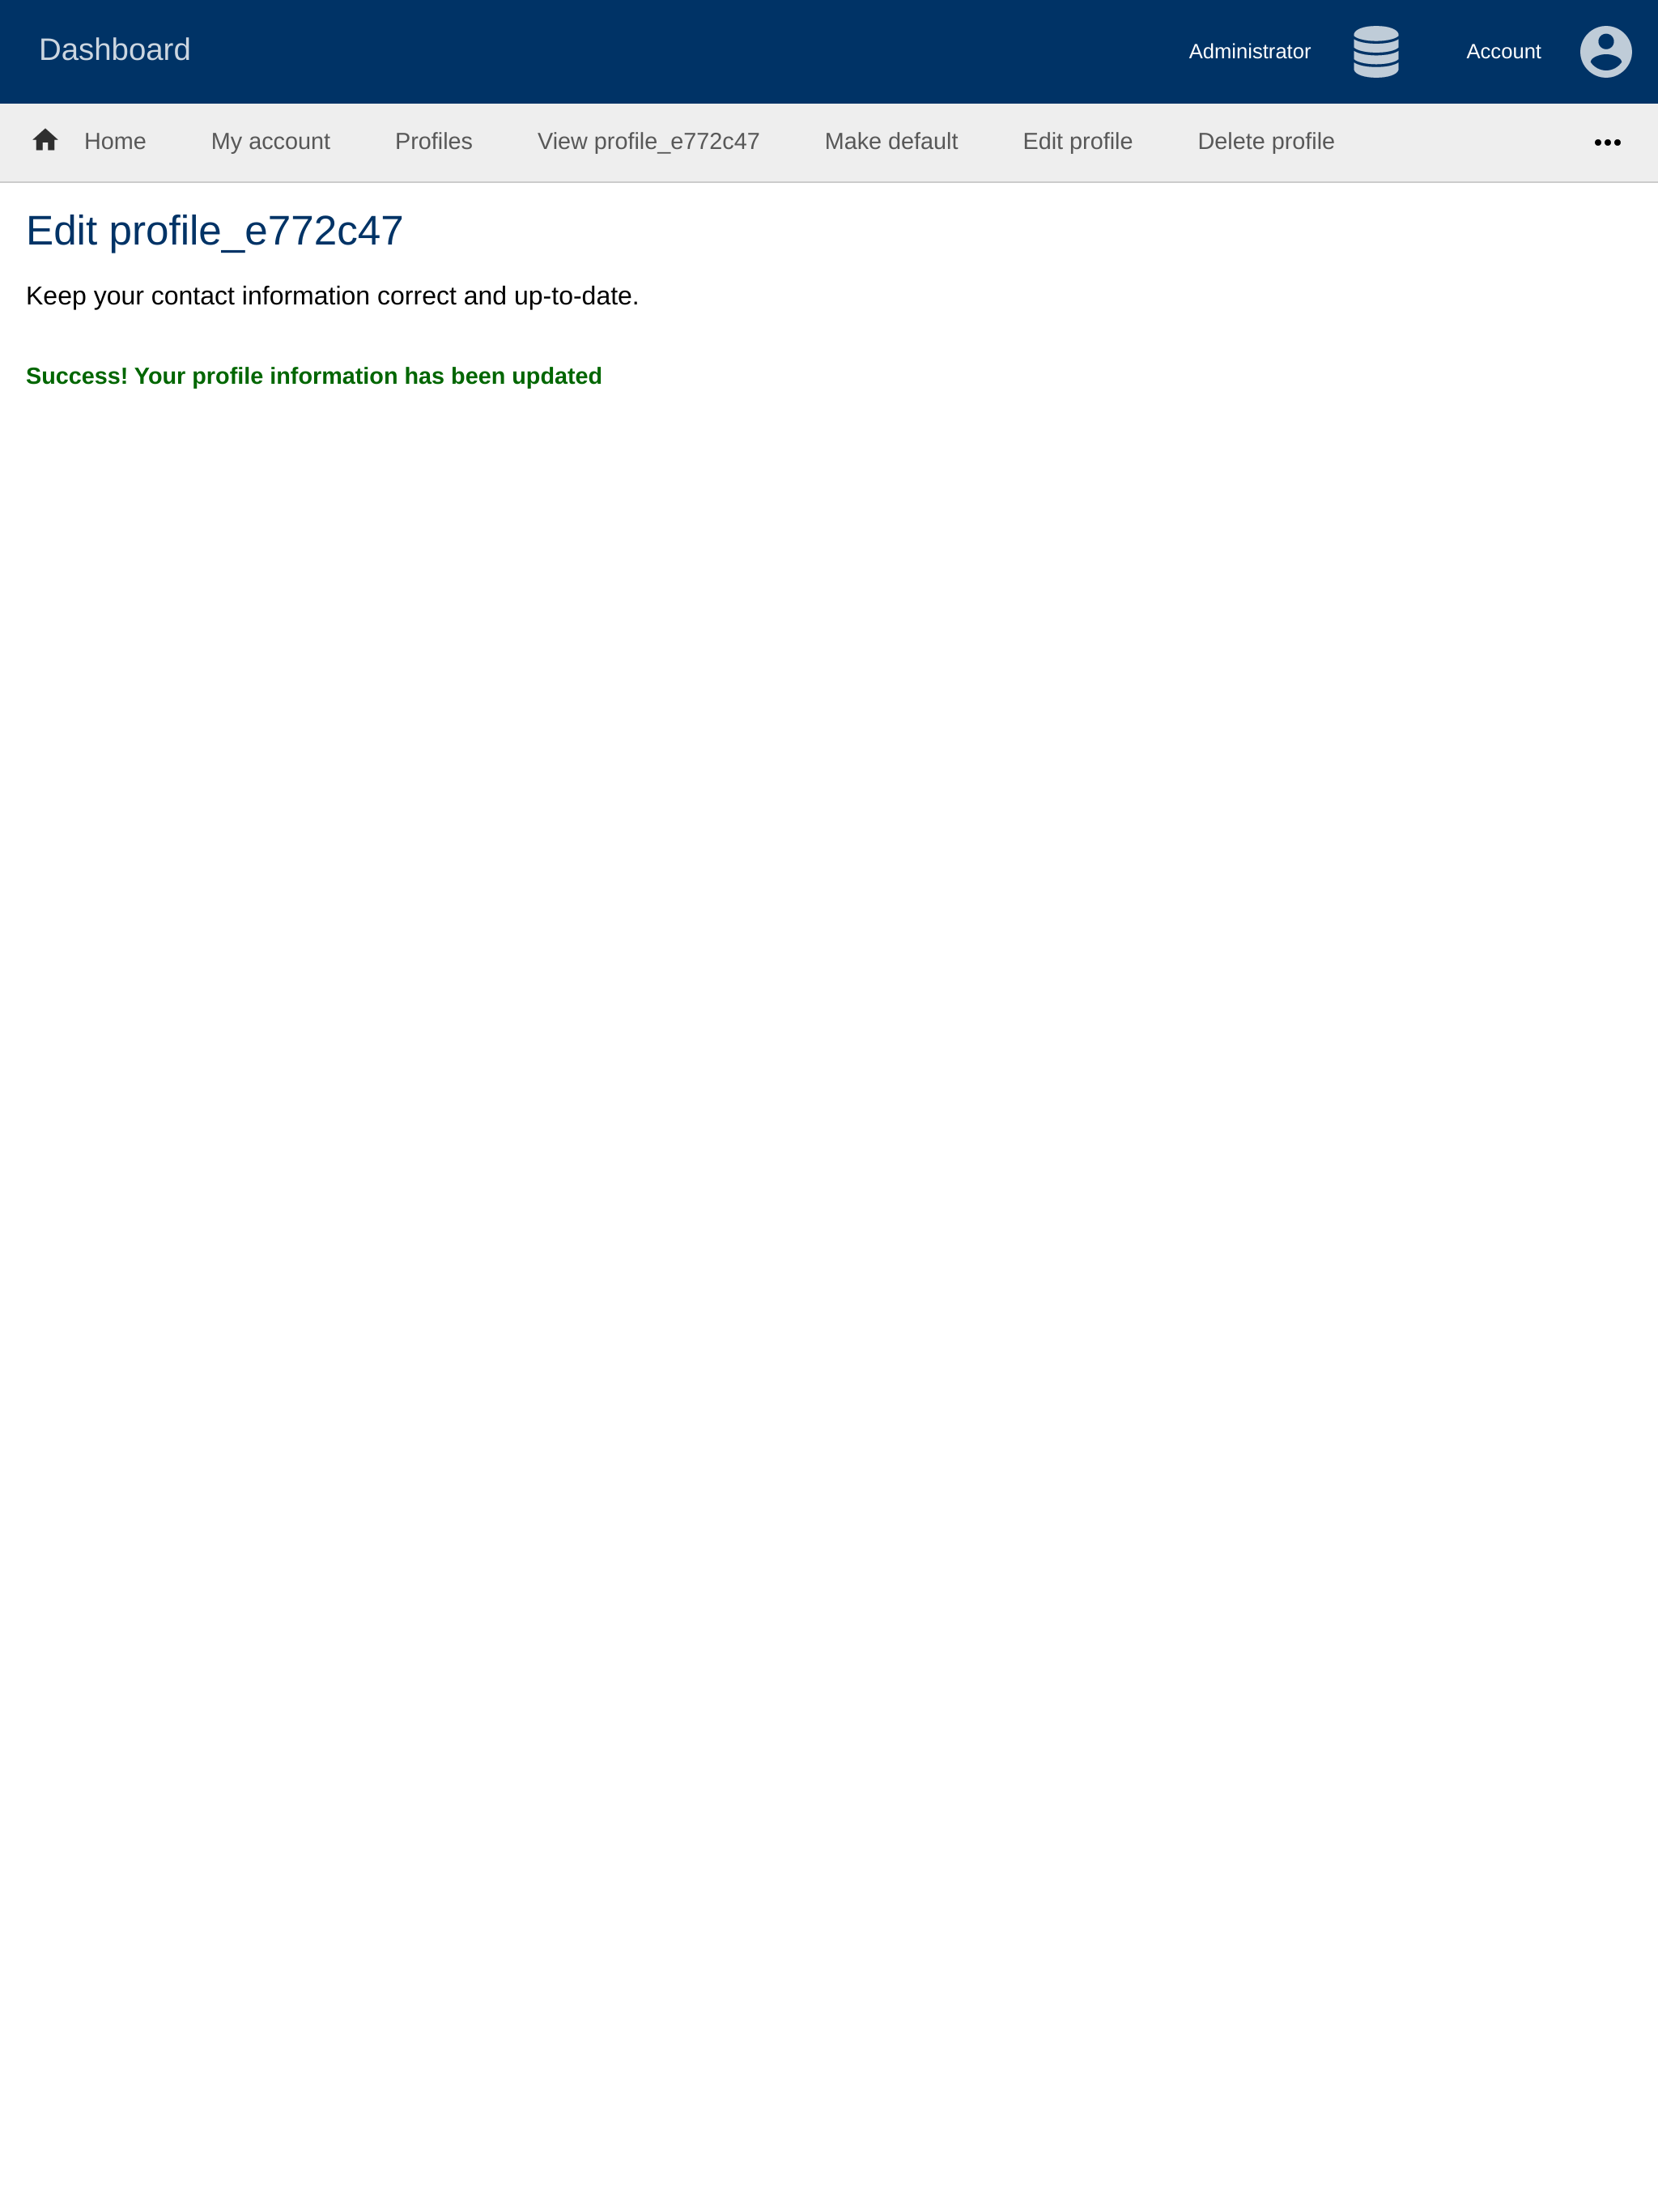 Dashboard
Administrator
Account
Home
My account
Profiles
View profile_e772c47
Make default
Edit profile
Delete profile
Edit profile_e772c47
Keep your contact information correct and up-to-date.
Success! Your profile information has been updated